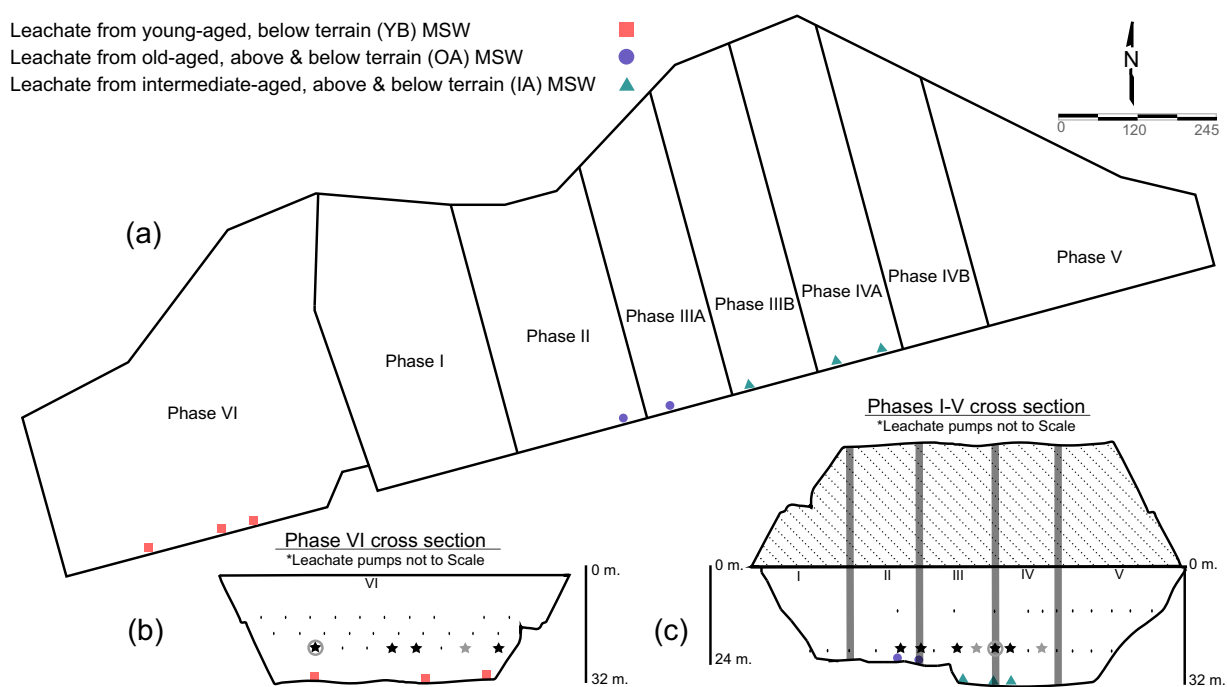 Leachate from young-aged, below terrain (YB) MSW
Leachate from old-aged, above & below terrain (OA) MSW
Leachate from intermediate-aged, above & below terrain (IA) MSW
N
0 120 245
(a)
Phase VI
Phase I
Phase II
Phase IIIA
Phase IIIB
Phase IVA
Phase IVB
Phase V
Phase VI cross section
*Leachate pumps not to Scale
0 m.
VI
(b)
32 m.
Phases I-V cross section
*Leachate pumps not to Scale
0 m.
0 m.
I II III IV V
(c)
24 m.
32 m.